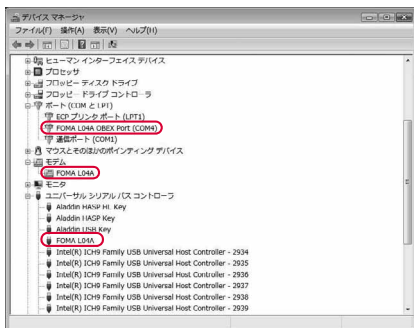 デバイス マネージャ
ファイル(F) 操作(A) 表示(V) ヘルプ(H)
ヒューマン インターフェイス デバイス
プロセッサ
フロッピー ディスク ドライブ
フロッピー ドライブ コントローラ
ポート (COM と LPT)
ECP プリンタ ポート (LPT1)
FOMA L04A OBEX Port (COM4)
通信ポート (COM1)
マウスとそのほかのポインティング デバイス
モデム
FOMA L04A
モニタ
ユニバーサル シリアル バス コントローラ
Aladdin HASP HL Key
Aladdin HASP Key
Aladdin USB Key
FOMA L04A
Intel(R) ICH9 Family USB Universal Host Controller - 2934
Intel(R) ICH9 Family USB Universal Host Controller - 2935
Intel(R) ICH9 Family USB Universal Host Controller - 2936
Intel(R) ICH9 Family USB Universal Host Controller - 2937
Intel(R) ICH9 Family USB Universal Host Controller - 2938
Intel(R) ICH9 Family USB Universal Host Controller - 2939